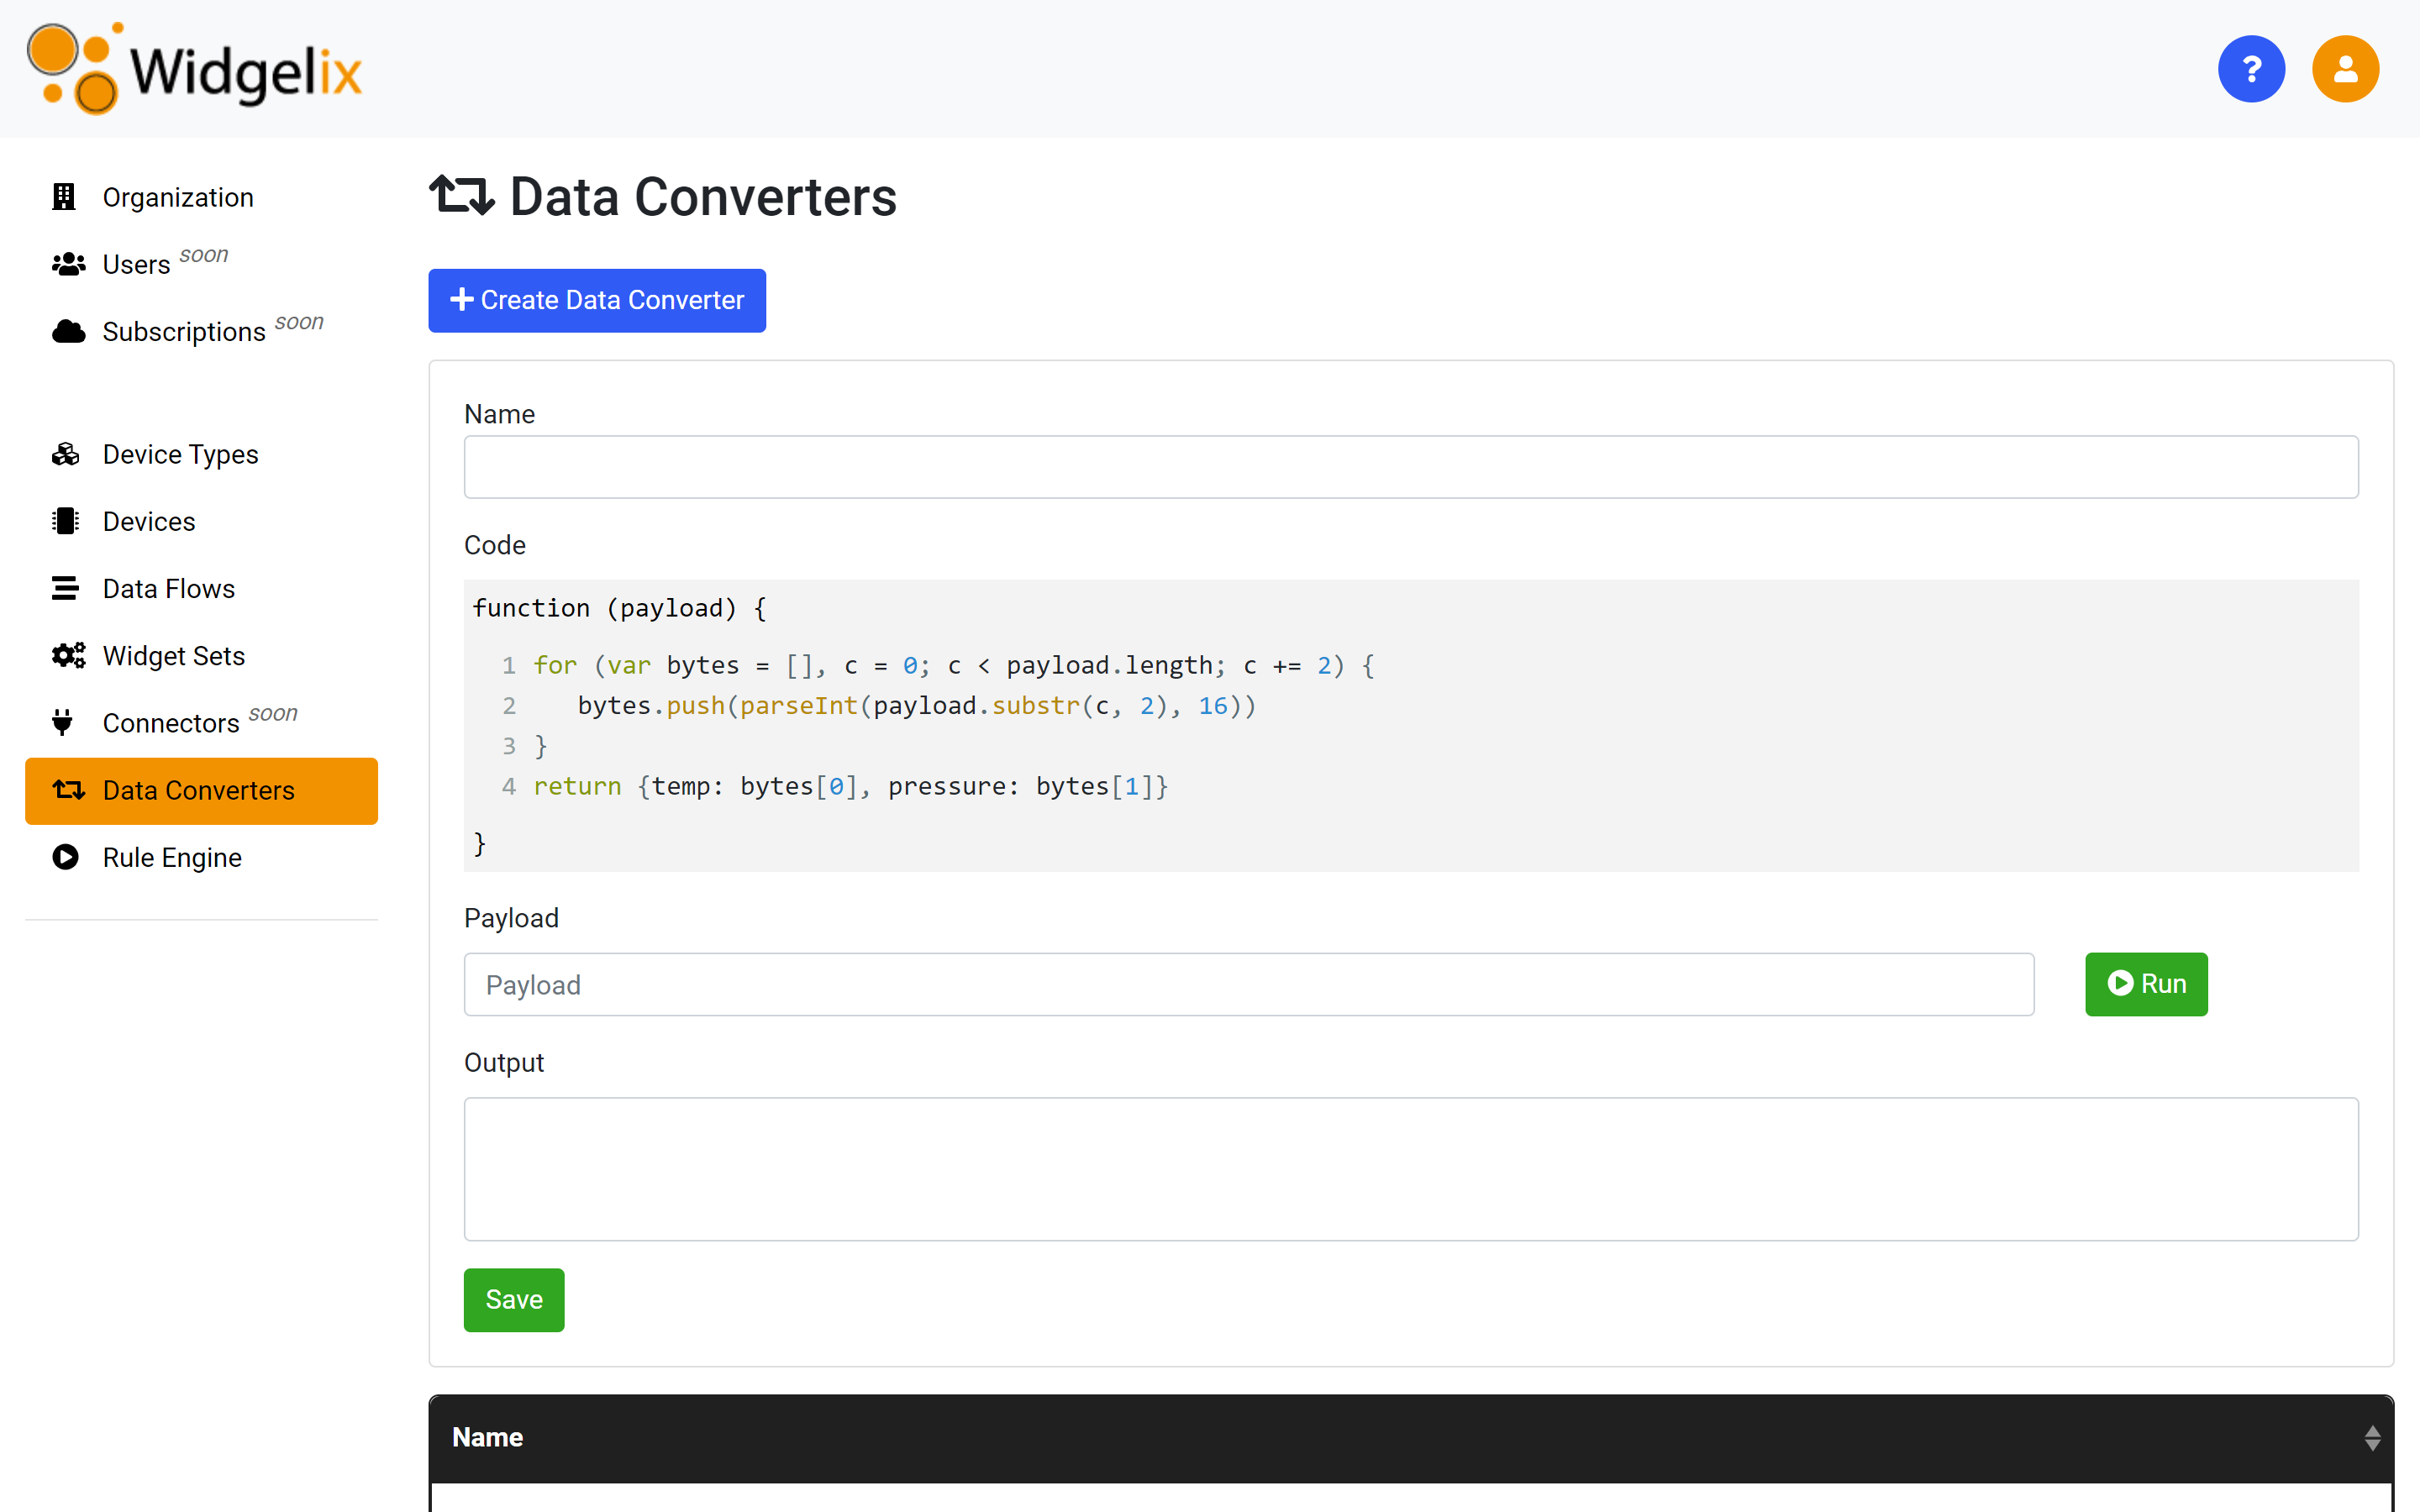 Widgelix
?
Organization
Users soon
Subscriptions soon
Device Types
Devices
Data Flows
Widget Sets
Connectors soon
Data Converters
Rule Engine
Data Converters
Create Data Converter
Name
Code
function (payload) {
1 for (var bytes = [], c = 0; c < payload.length; c += 2) {
2    bytes.push(parseInt(payload.substr(c, 2), 16))
3 }
4 return {temp: bytes[0], pressure: bytes[1]}
}
Payload
Payload
Run
Output
Save
Name